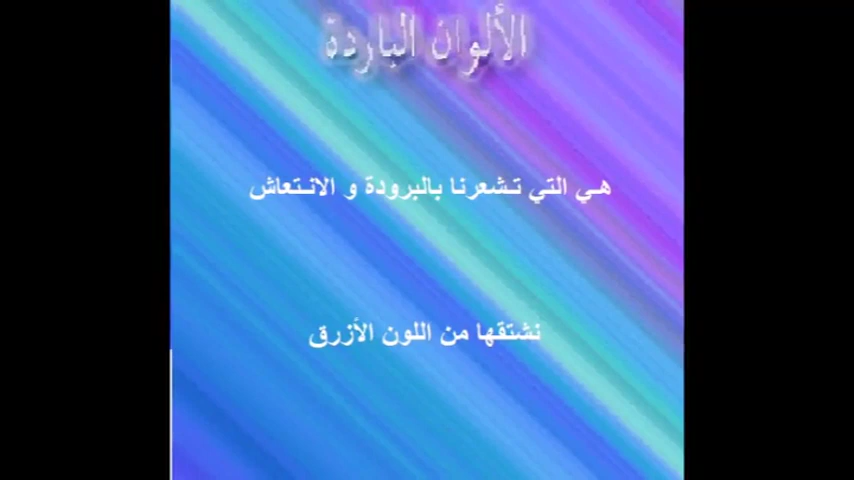 الألوان الباردة
هي التي تشعرنا بالبرودة و الانتعاش
نشتقها من اللون الأزرق